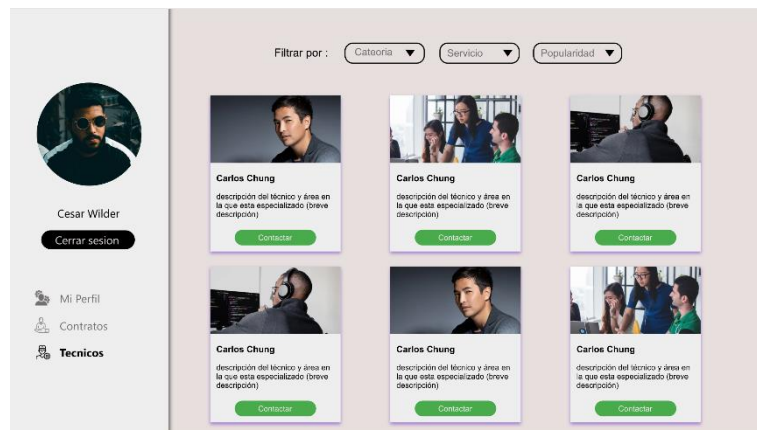 Filtrar por :
Cateoria
Servicio
Popularidad
Cesar Wilder
Cerrar sesion
Mi Perfil
Contratos
Tecnicos
Carlos Chung
descripción del técnico y área en
la que esta especializado (breve
descripción)
Contactar
Carlos Chung
descripción del técnico y área en
la que esta especializado (breve
descripción)
Contactar
Carlos Chung
descripción del técnico y área en
la que esta especializado (breve
descripción)
Contactar
Carlos Chung
descripción del técnico y área en
la que esta especializado (breve
descripción)
Contactar
Carlos Chung
descripción del técnico y área en
la que esta especializado (breve
descripción)
Contactar
Carlos Chung
descripción del técnico y área en
la que esta especializado (breve
descripción)
Contactar